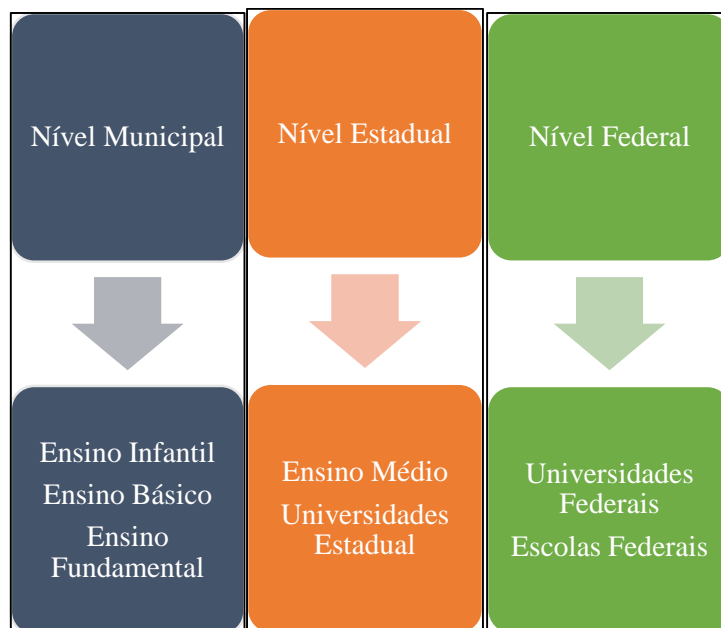 Nível Municipal
Nível Estadual
Nível Federal
Ensino Infantil
Ensino Básico
Ensino
Fundamental
Ensino Médio
Universidades
Estadual
Universidades
Federais
Escolas Federais